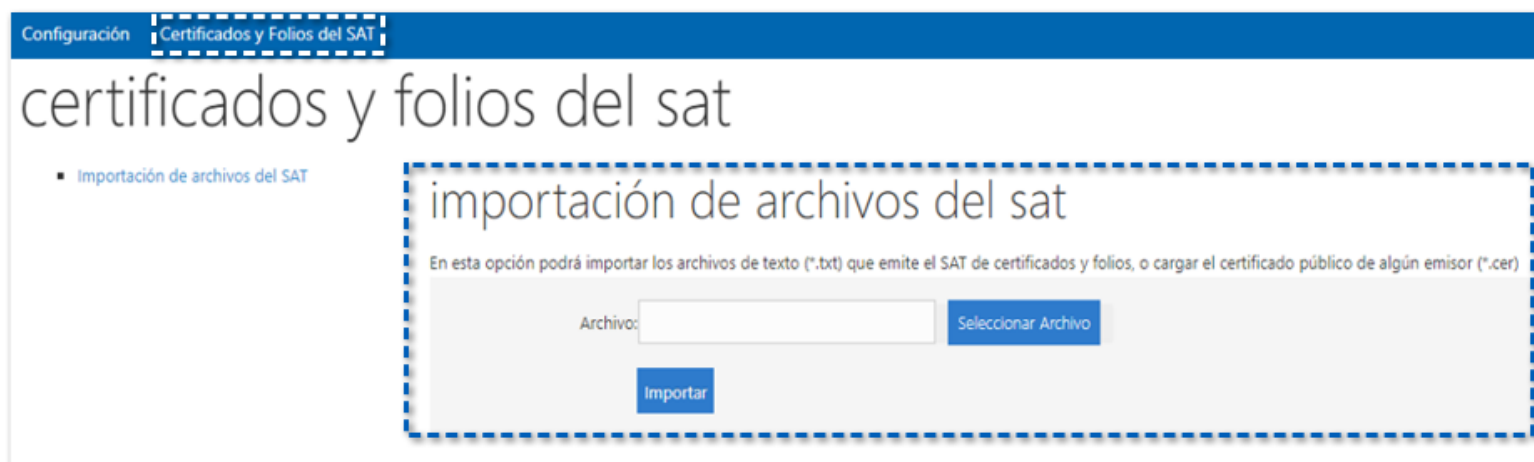 Configuración Certificados y Folios del SAT
certificados y folios del sat
Importación de archivos del SAT
importación de archivos del sat
En esta opción podrá importar los archivos de texto (*.txt) que emite el SAT de certificados y folios, o cargar el certificado público de algún emisor (*.cer)
Archivo: Seleccionar Archivo
Importar